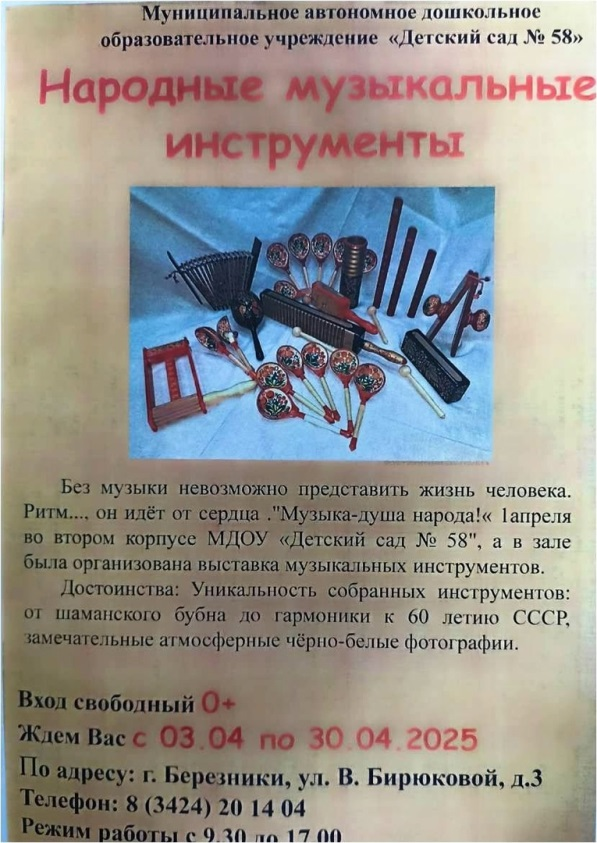 Муниципальное автономное дошкольное
образовательное учреждение «Детский сад № 58»
Народные музыкальные
инструменты
Без музыки невозможно представить жизнь человека.
Ритм..., он идёт от сердца ."Музыка-душа народа!« 1апреля
во втором корпусе МДОУ «Детский сад № 58", а в зале
была организована выставка музыкальных инструментов.
Достоинства: Уникальность собранных инструментов:
от шаманского бубна до гармоники к 60 летию СССР,
замечательные атмосферные чёрно-белые фотографии.
Вход свободный 0+
Ждем Вас с 03.04 по 30.04.2025
По адресу: г. Березники, ул. В. Бирюковой, д.3
Телефон: 8 (3424) 20 14 04
Режим работы с 9.30 до 17.00